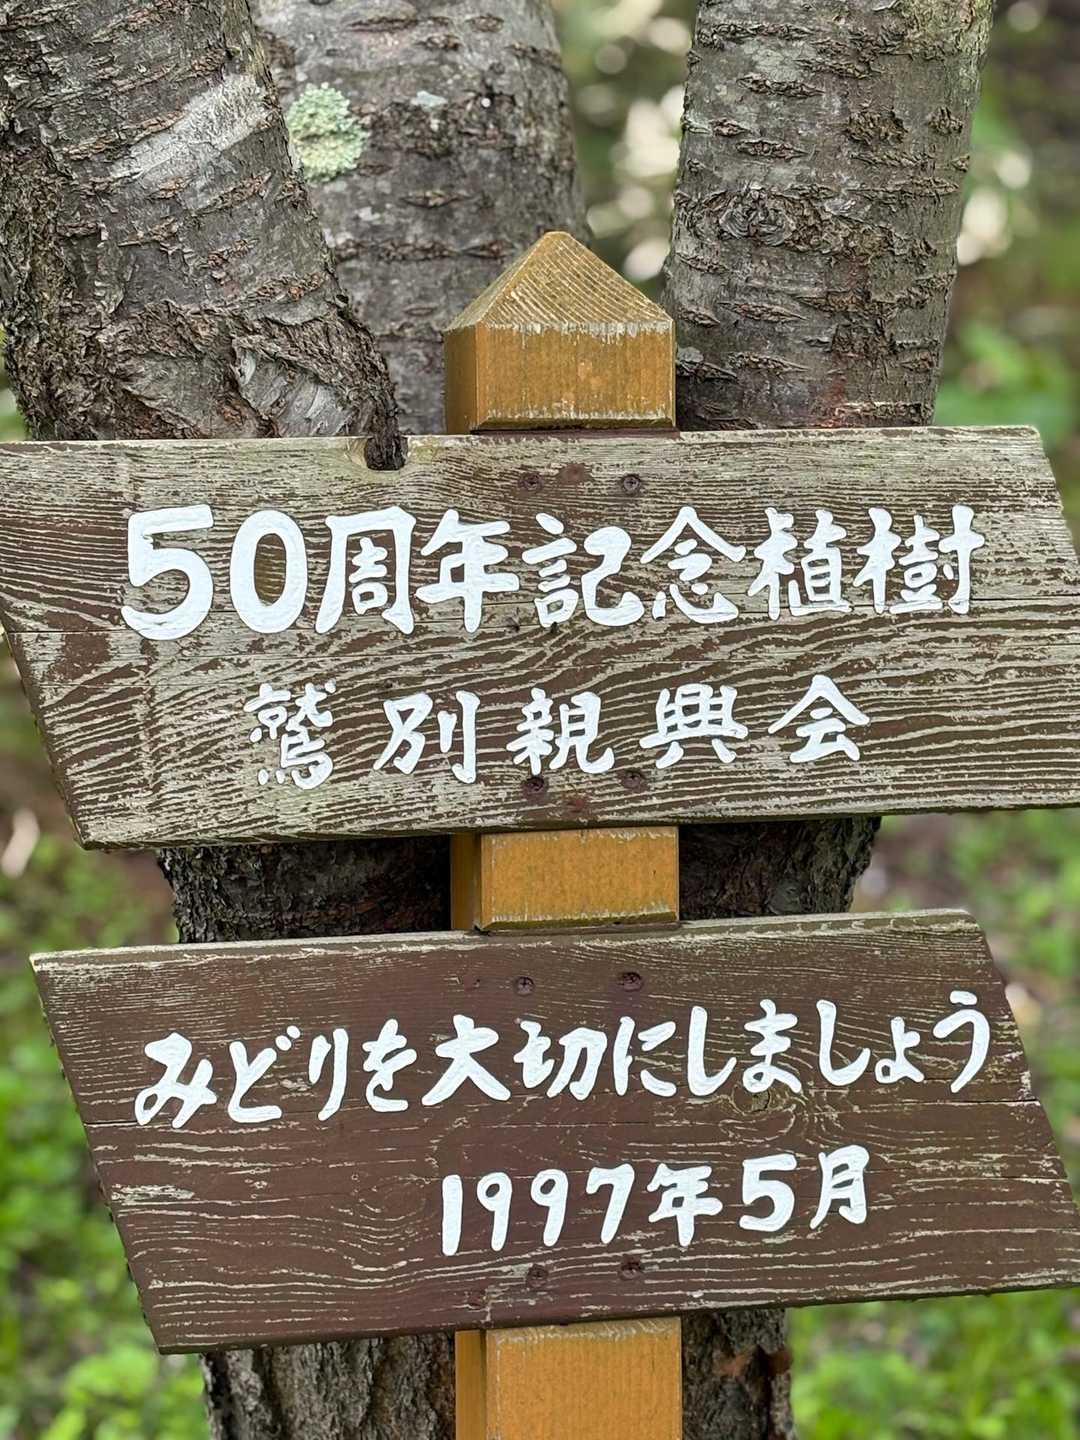 50周年記念植樹
鷲別親興会
みどりを大切にしましょう
1997年5月